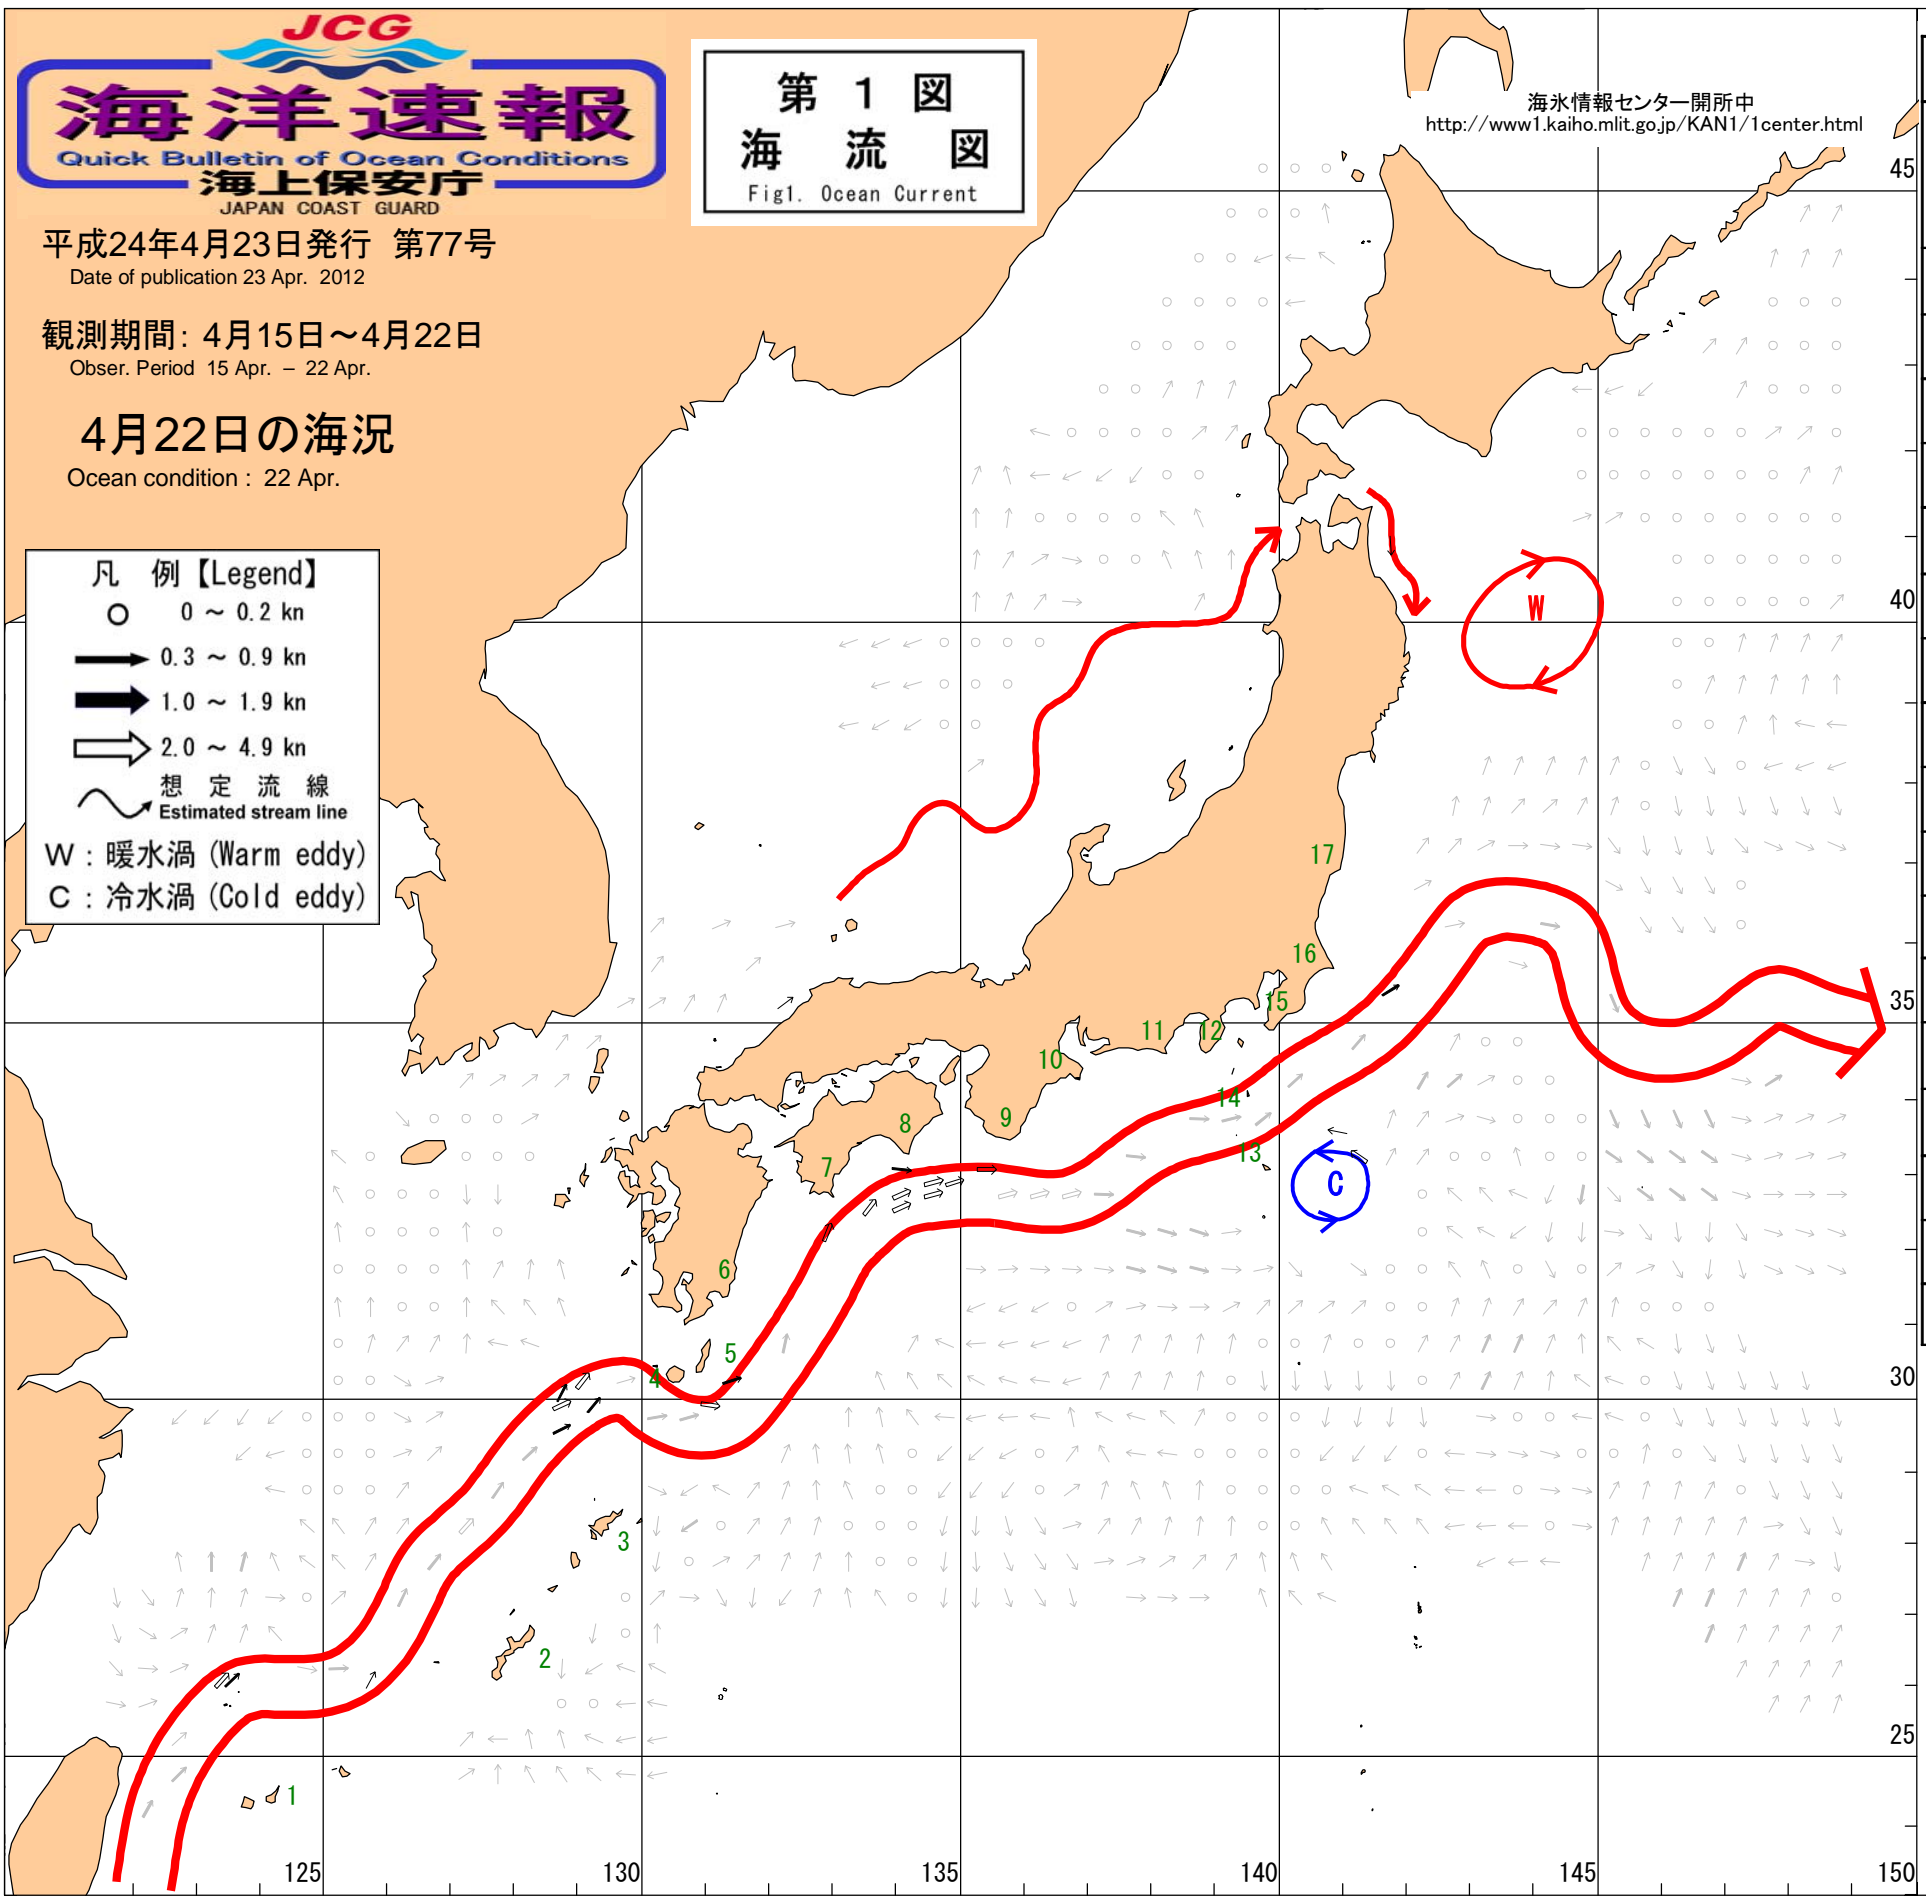 JCG
海洋速報
Quick Bulletin of Ocean Conditions
海上保安庁
JAPAN COAST GUARD
平成24年4月23日発行 第77号
Date of publication 23 Apr. 2012
観測期間: 4月15日～4月22日
Obser. Period 15 Apr. – 22 Apr.
4月22日の海況
Ocean condition : 22 Apr.
第 1 図
海 流 図
Fig1. Ocean Current
海氷情報センター開所中
http://www1.kaiho.mlit.go.jp/KAN1/1center.html
凡 例【Legend】
0 ～ 0.2 kn
0.3 ～ 0.9 kn
1.0 ～ 1.9 kn
2.0 ～ 4.9 kn
想 定 流 線
Estimated stream line
W : 暖水渦 (Warm eddy)
C : 冷水渦 (Cold eddy)
45
40
W
17
16
15
35
11
12
10
14
9
8
13
7
C
6
5
4
30
3
2
25
1
125
130
135
140
145
150